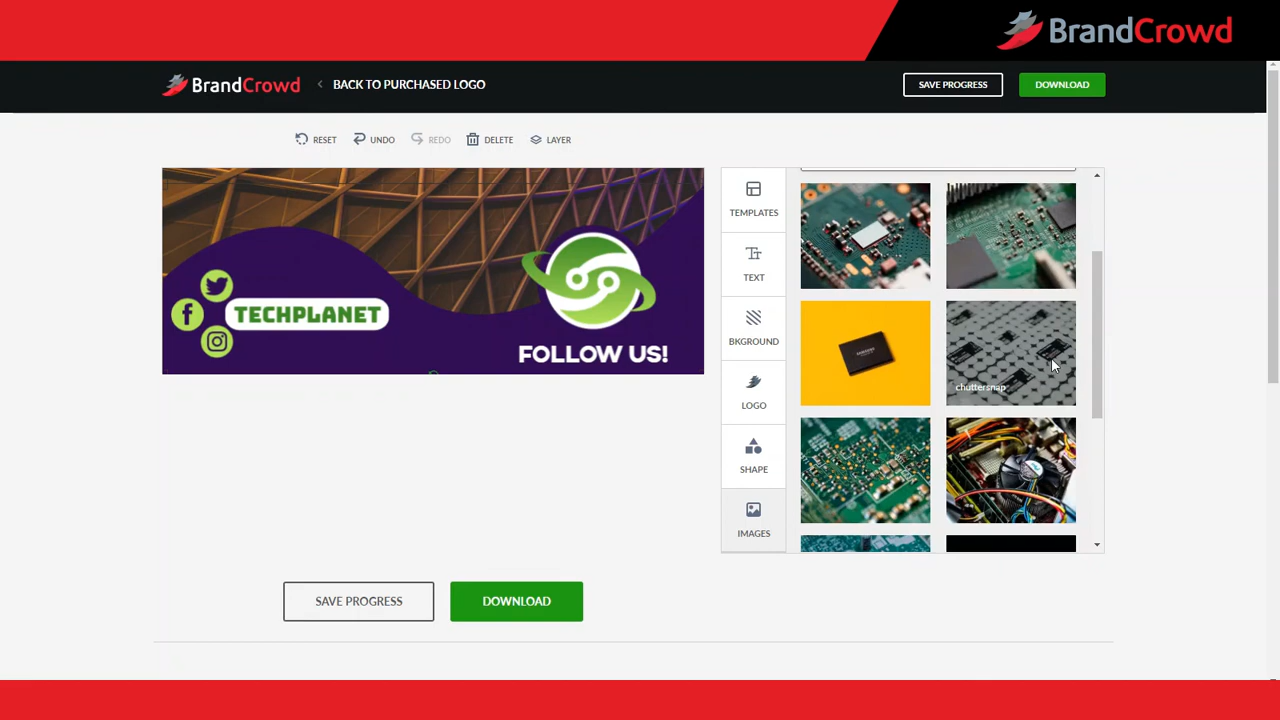 BrandCrowd
BrandCrowd
BACK TO PURCHASED LOGO
SAVE PROGRESS
DOWNLOAD
RESET
UNDO
REDO
DELETE
LAYER
TECHPLANET
FOLLOW US!
TEMPLATES
TEXT
BKGROUND
LOGO
SHAPE
IMAGES
SAMSUNG
chuttersnap
SAVE PROGRESS
DOWNLOAD